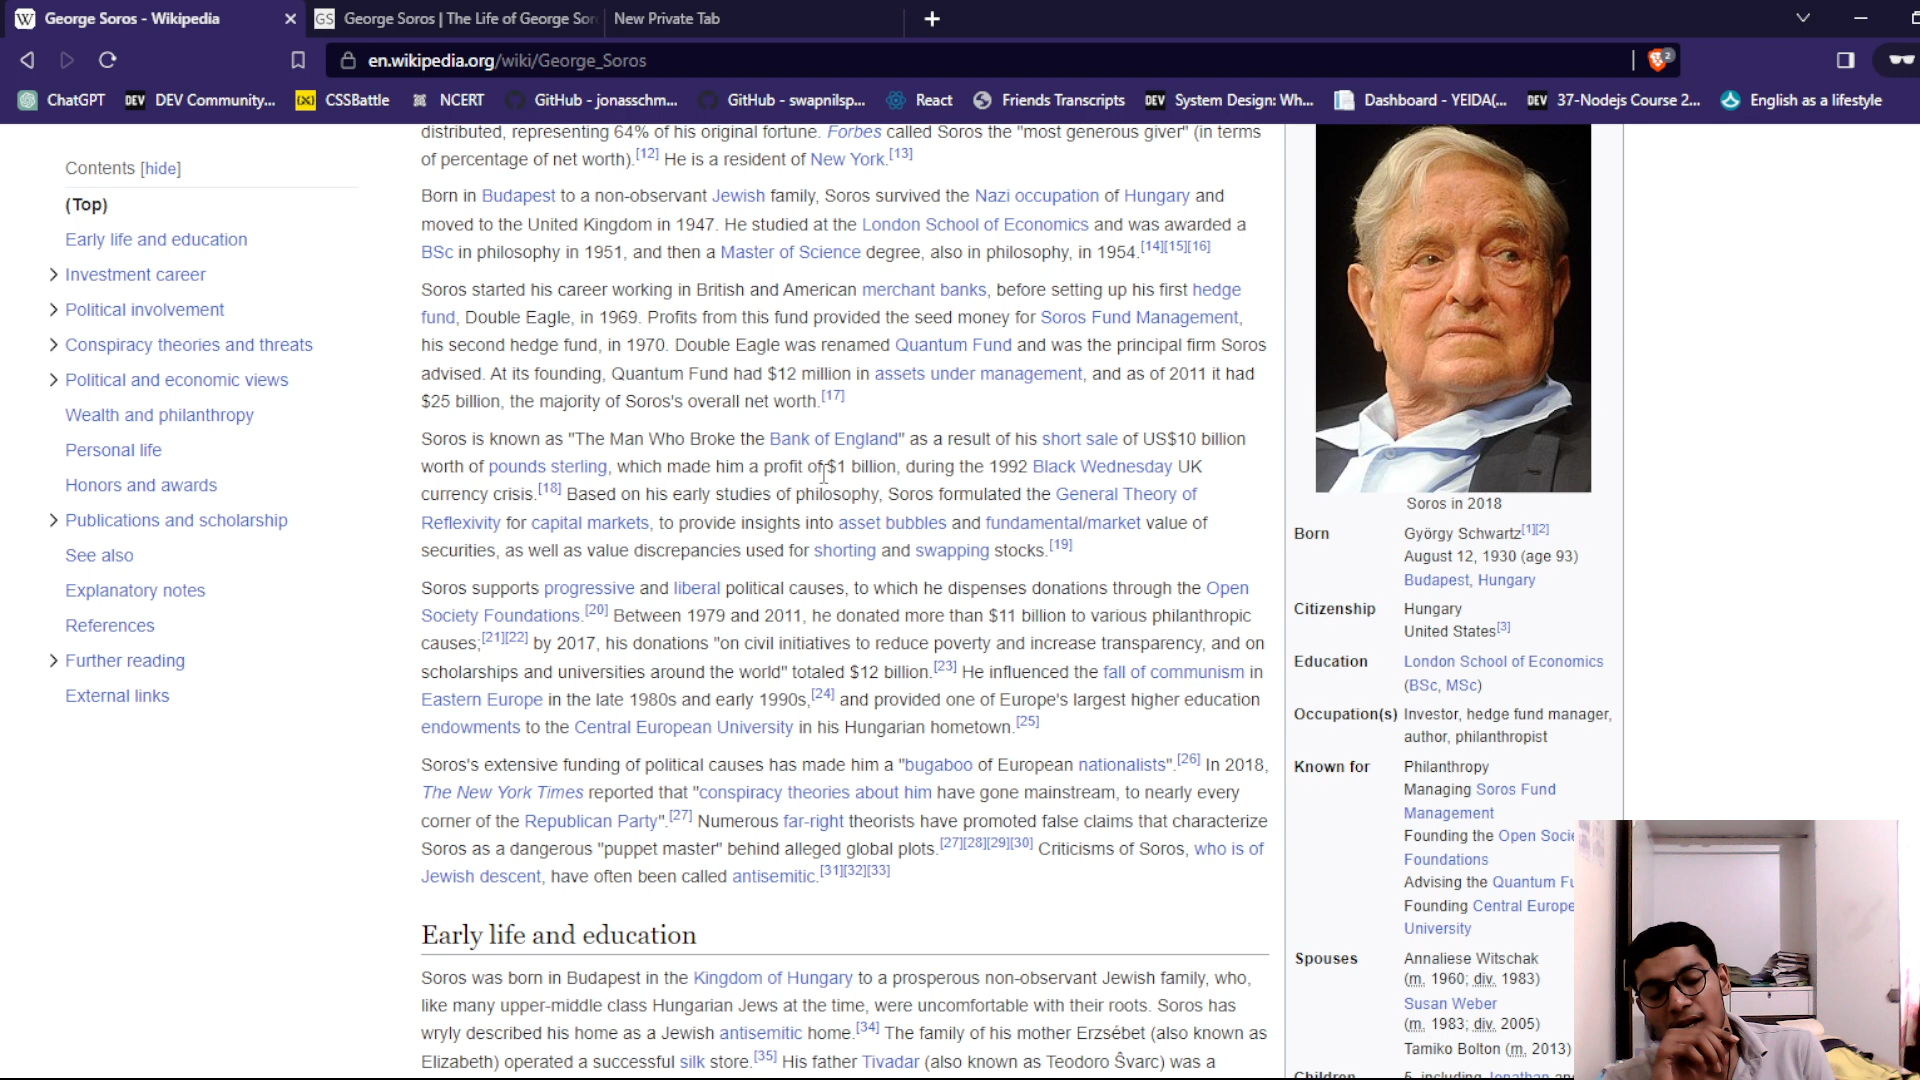 George Soros - Wikipedia
George Soros | The Life of George Sor
New Private Tab
en.wikipedia.org/wiki/George_Soros
2
ChatGPT
DEV Community...
CSSBattle
NCERT
GitHub - jonasschm...
GitHub - swapnilsp...
React
Friends Transcripts
System Design: Wh...
Dashboard - YEIDA(...
37-Nodejs Course 2...
English as a lifestyle
Contents [hide]
(Top)
Early life and education
Investment career
Political involvement
Conspiracy theories and threats
Political and economic views
Wealth and philanthropy
Personal life
Honors and awards
Publications and scholarship
See also
Explanatory notes
References
Further reading
External links
distributed, representing 64% of his original fortune. Forbes called Soros the "most generous giver" (in terms
of percentage of net worth).[12] He is a resident of New York.[13]
Born in Budapest to a non-observant Jewish family, Soros survived the Nazi occupation of Hungary and
moved to the United Kingdom in 1947. He studied at the London School of Economics and was awarded a
BSc in philosophy in 1951, and then a Master of Science degree, also in philosophy, in 1954.[14][15][16]
Soros started his career working in British and American merchant banks, before setting up his first hedge
fund, Double Eagle, in 1969. Profits from this fund provided the seed money for Soros Fund Management,
his second hedge fund, in 1970. Double Eagle was renamed Quantum Fund and was the principal firm Soros
advised. At its founding, Quantum Fund had $12 million in assets under management, and as of 2011 it had
$25 billion, the majority of Soros's overall net worth.[17]
Soros is known as "The Man Who Broke the Bank of England" as a result of his short sale of US$10 billion
worth of pounds sterling, which made him a profit of $1 billion, during the 1992 Black Wednesday UK
currency crisis.[18] Based on his early studies of philosophy, Soros formulated the General Theory of
Reflexivity for capital markets, to provide insights into asset bubbles and fundamental/market value of
securities, as well as value discrepancies used for shorting and swapping stocks.[19]
Soros supports progressive and liberal political causes, to which he dispenses donations through the Open
Society Foundations.[20] Between 1979 and 2011, he donated more than $11 billion to various philanthropic
causes;[21][22] by 2017, his donations "on civil initiatives to reduce poverty and increase transparency, and on
scholarships and universities around the world" totaled $12 billion.[23] He influenced the fall of communism in
Eastern Europe in the late 1980s and early 1990s,[24] and provided one of Europe's largest higher education
endowments to the Central European University in his Hungarian hometown.[25]
Soros's extensive funding of political causes has made him a "bugaboo of European nationalists".[26] In 2018,
The New York Times reported that "conspiracy theories about him have gone mainstream, to nearly every
corner of the Republican Party".[27] Numerous far-right theorists have promoted false claims that characterize
Soros as a dangerous "puppet master" behind alleged global plots.[27][28][29][30] Criticisms of Soros, who is of
Jewish descent, have often been called antisemitic.[31][32][33]
Early life and education
Soros was born in Budapest in the Kingdom of Hungary to a prosperous non-observant Jewish family, who,
like many upper-middle class Hungarian Jews at the time, were uncomfortable with their roots. Soros has
wryly described his home as a Jewish antisemitic home.[34] The family of his mother Erzsébet (also known as
Elizabeth) operated a successful silk store.[35] His father Tivadar (also known as Teodoro Ŝvarc) was a
Soros in 2018
Born György Schwartz[1][2]
August 12, 1930 (age 93)
Budapest, Hungary
Citizenship Hungary
United States[3]
Education London School of Economics
(BSc, MSc)
Occupation(s) Investor, hedge fund manager,
author, philanthropist
Known for Philanthropy
Managing Soros Fund
Management
Founding the Open Socie
Foundations
Advising the Quantum Fu
Founding Central Europe
University
Spouses Annaliese Witschak
(m. 1960; div. 1983)
Susan Weber
(m. 1983; div. 2005)
Tamiko Bolton (m. 2013)
Children 5, including Jonathan an